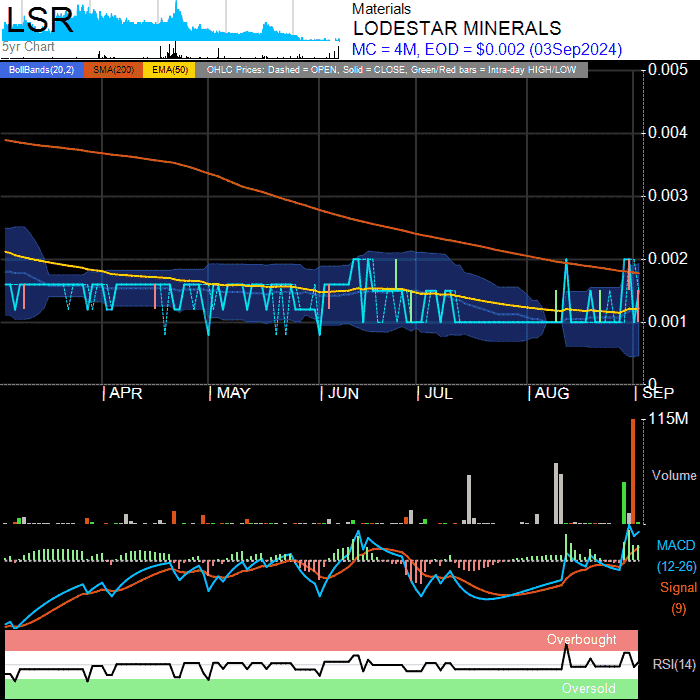 LSR
5yr Chart
Materials
LODESTAR MINERALS
MC = 4M, EOD = $0.002 (03Sep2024)
BollBands(20,2) SMA(200) EMA(50) OHLC Prices: Dashed = OPEN, Solid = CLOSE, Green/Red bars = Intra-day HIGH/LOW
0.005
0.004
0.003
0.002
0.001
0
APR MAY JUN JUL AUG SEP
115M
Volume
MACD
(12-26)
Signal
(9)
Overbought
RSI(14)
Oversold